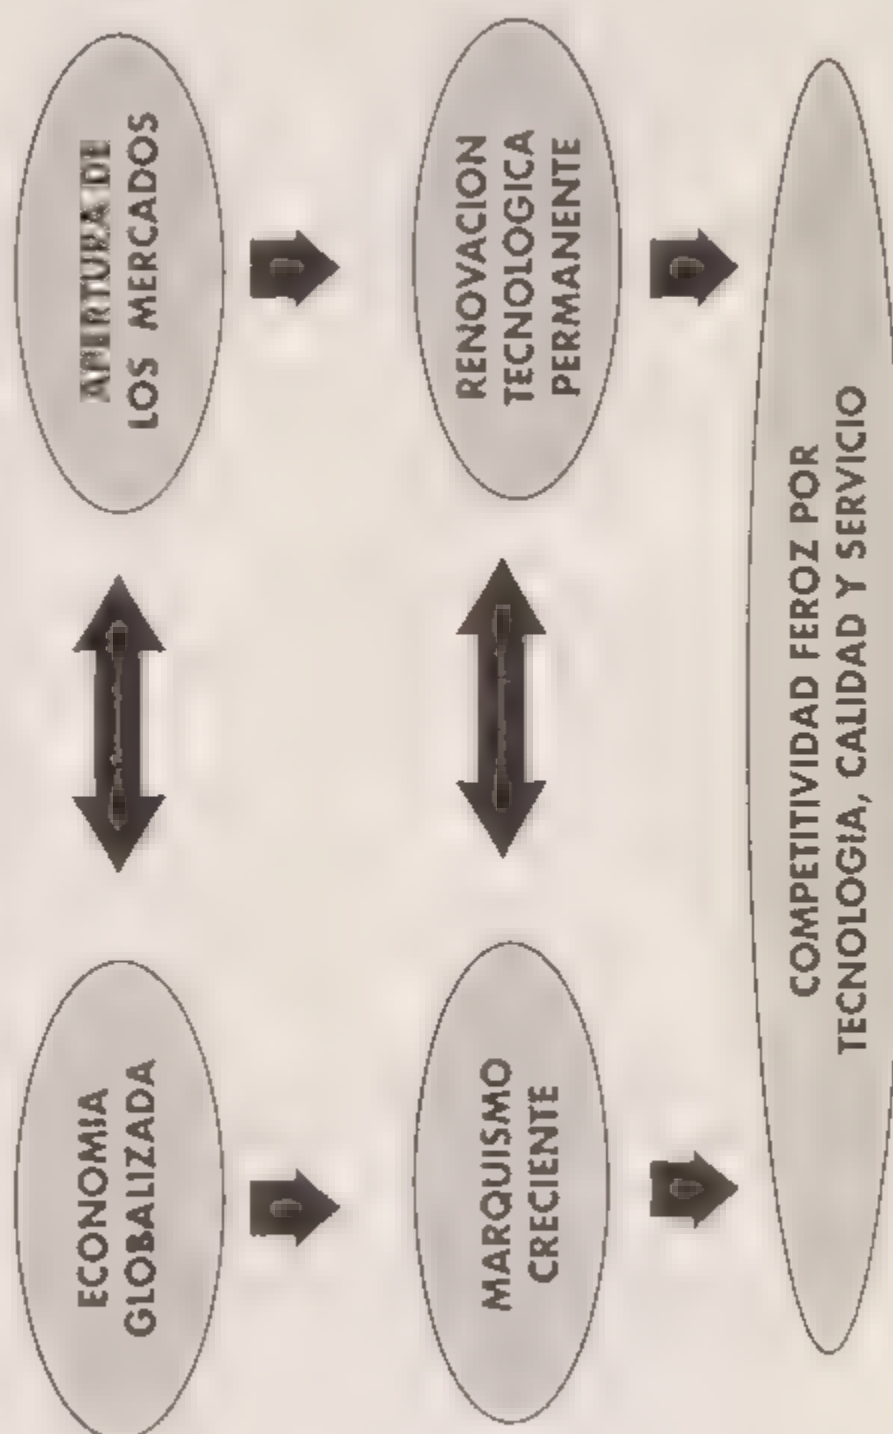 ECONOMIA
GLOBALIZADA
APERTURA DE
LOS MERCADOS
MARQUISMO
CRECIENTE
RENOVACION
TECNOLOGICA
PERMANENTE
COMPETITIVIDAD FEROZ POR
TECNOLOGIA, CALIDAD Y SERVICIO